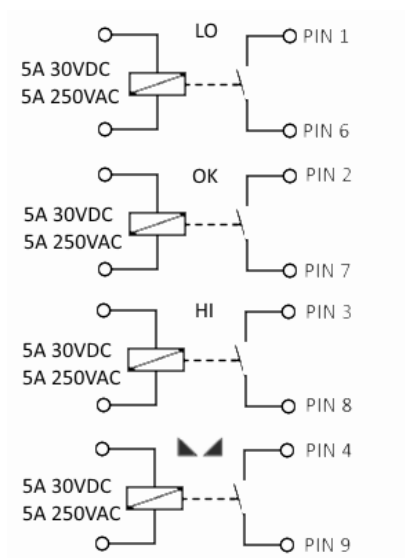 LO
PIN 1
5A 30VDC
5A 250VAC
PIN 6
OK
PIN 2
5A 30VDC
5A 250VAC
PIN 7
HI
PIN 3
5A 30VDC
5A 250VAC
PIN 8
PIN 4
5A 30VDC
5A 250VAC
PIN 9